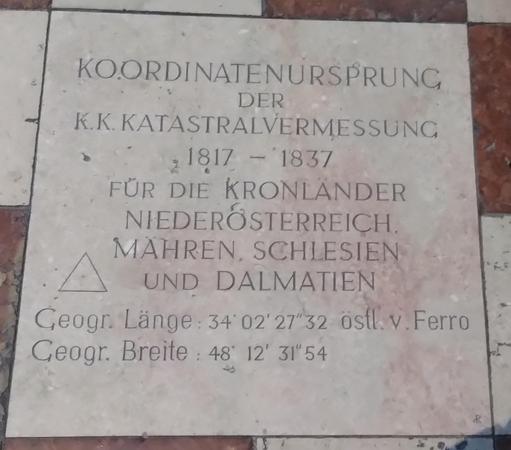 KOORDINATENURSPRUNG
DER
K.K. KATASTRALVERMESSUNG
1817 – 1837
FÜR DIE KRONLÄNDER
NIEDERÖSTERREICH,
MÄHREN, SCHLESIEN
UND DALMATIEN
Geogr. Länge: 34° 02' 27"32 östl. v. Ferro
Geogr. Breite: 48° 12' 31"54